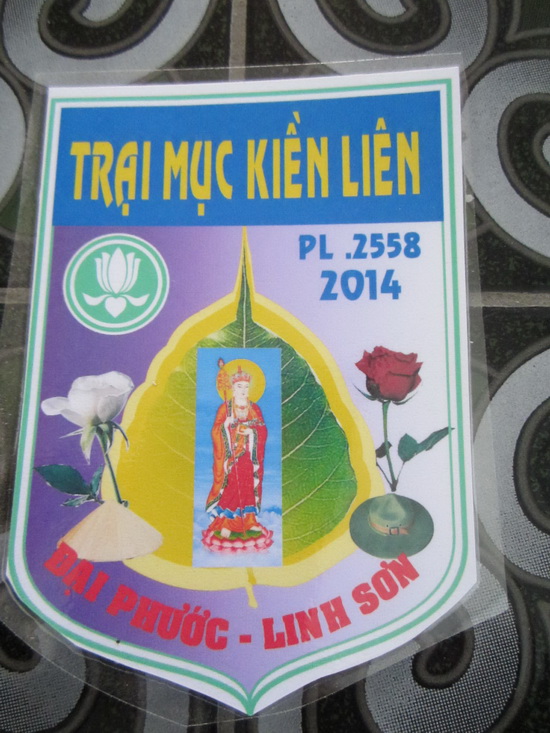 TRẠI MỤC KIỀN LIÊN
PL .2558
2014
ĐẠI PHƯỚC - LINH SƠN